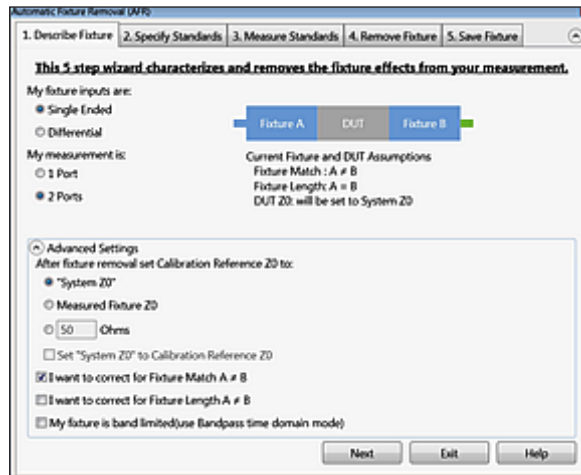 Automatic Fixture Removal (AFR)
1. Describe Fixture 2. Specify Standards 3. Measure Standards 4. Remove Fixture 5. Save Fixture
This 5 step wizard characterizes and removes the fixture effects from your measurement.
My fixture inputs are:
Single Ended
Differential
Fixture A DUT Fixture B
My measurement is:
1 Port
2 Ports
Current Fixture and DUT Assumptions
Fixture Match : A ≠ B
Fixture Length: A = B
DUT Z0: will be set to System Z0
Advanced Settings
After fixture removal set Calibration Reference Z0 to:
"System Z0"
Measured Fixture Z0
50 Ohms
Set "System Z0" to Calibration Reference Z0
I want to correct for Fixture Match A ≠ B
I want to correct for Fixture Length A ≠ B
My fixture is band limited(use Bandpass time domain mode)
Next Exit Help